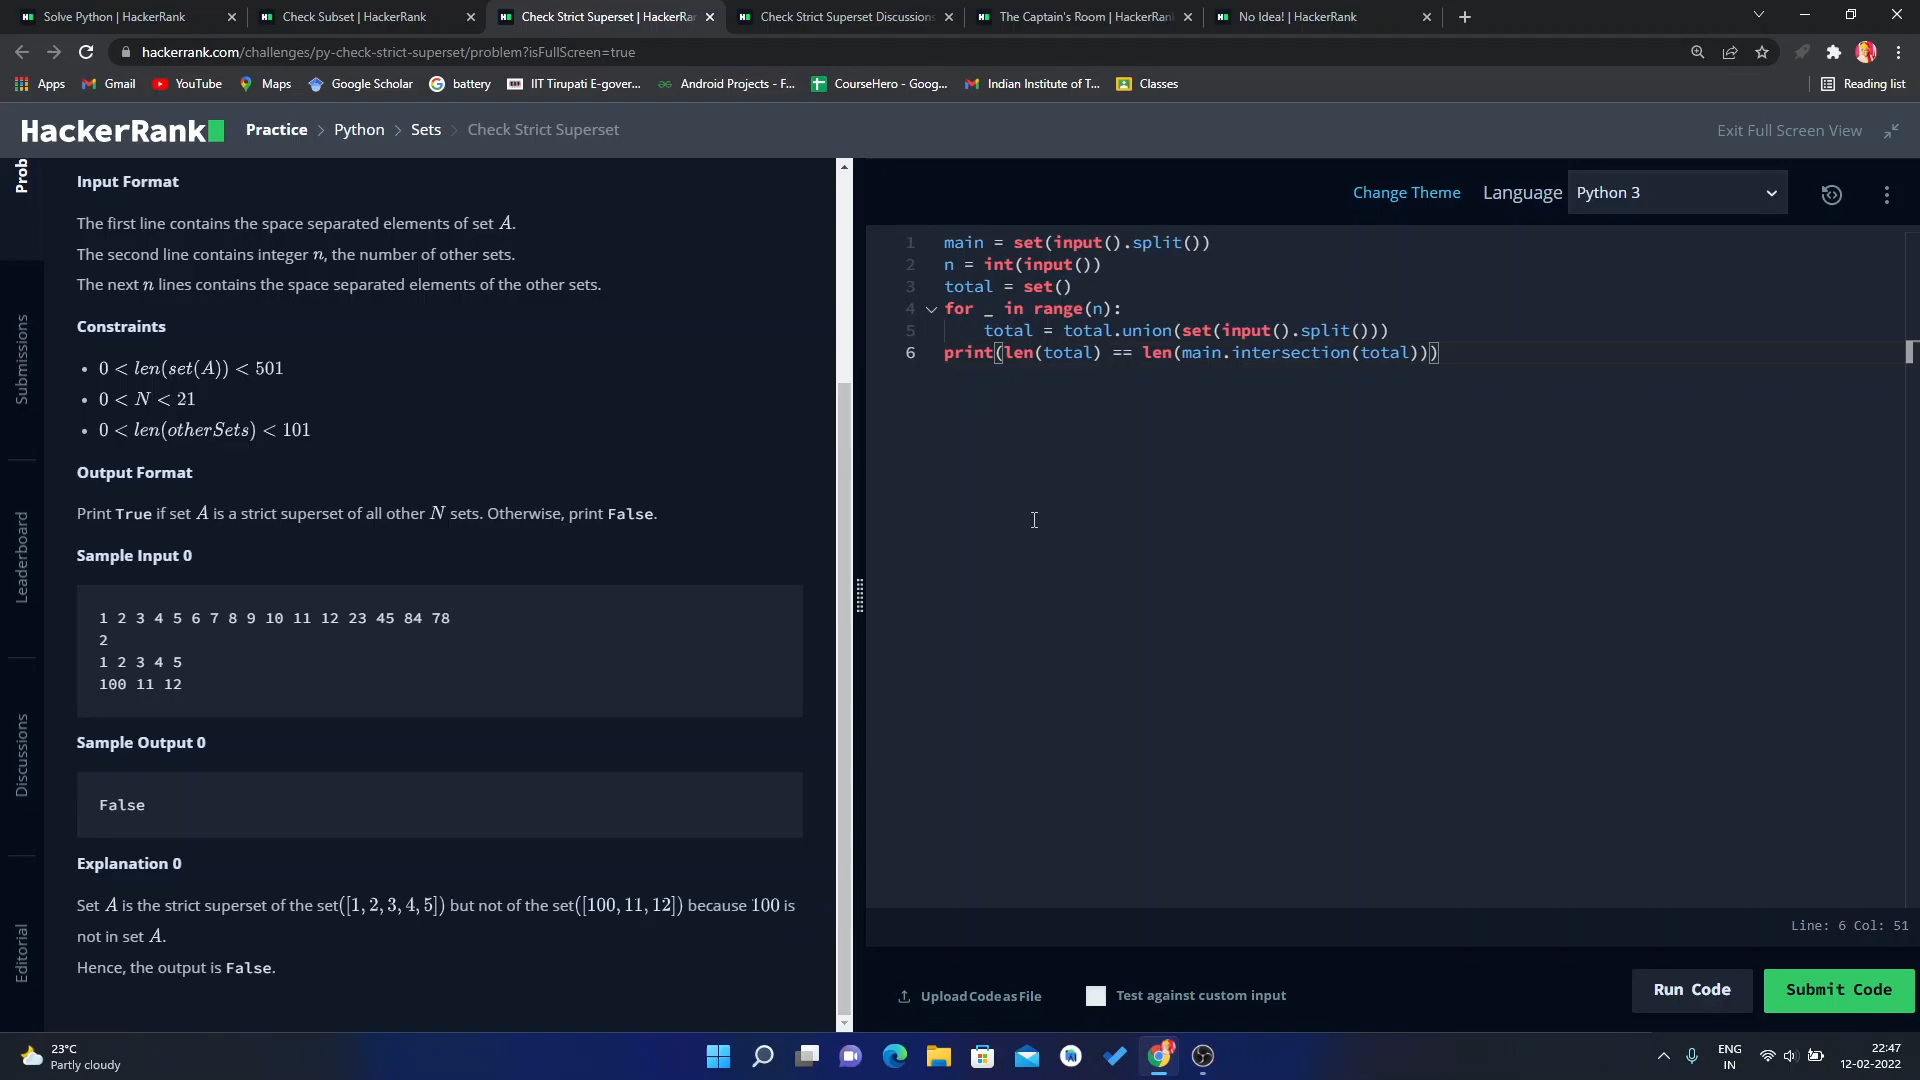 Solve Python | HackerRank
Check Subset | HackerRank
Check Strict Superset | HackerRan
Check Strict Superset Discussions
The Captain's Room | HackerRank
No Idea! | HackerRank
hackerrank.com/challenges/py-check-strict-superset/problem?isFullScreen=true
Apps
Gmail
YouTube
Maps
Google Scholar
battery
IIT Tirupati E-gover...
Android Projects - F...
CourseHero - Goog...
Indian Institute of T...
Classes
Reading list
HackerRank
Practice > Python > Sets > Check Strict Superset
Exit Full Screen View
Prob
Submissions
Leaderboard
Discussions
Editorial
Input Format
The first line contains the space separated elements of set A.
The second line contains integer n, the number of other sets.
The next n lines contains the space separated elements of the other sets.
Constraints
• 0 < len(set(A)) < 501
• 0 < N < 21
• 0 < len(otherSets) < 101
Output Format
Print True if set A is a strict superset of all other N sets. Otherwise, print False.
Sample Input 0
1 2 3 4 5 6 7 8 9 10 11 12 23 45 84 78
2
1 2 3 4 5
100 11 12
Sample Output 0
False
Explanation 0
Set A is the strict superset of the set([1, 2, 3, 4, 5]) but not of the set([100, 11, 12]) because 100 is
not in set A.
Hence, the output is False.
Change Theme
Language
Python 3
1 main = set(input().split())
2 n = int(input())
3 total = set()
4 for _ in range(n):
5     total = total.union(set(input().split()))
6 print(len(total) == len(main.intersection(total)))
Line: 6 Col: 51
Upload Code as File
Test against custom input
Run Code
Submit Code
23°C
Partly cloudy
ENG
IN
22:47
12-02-2022